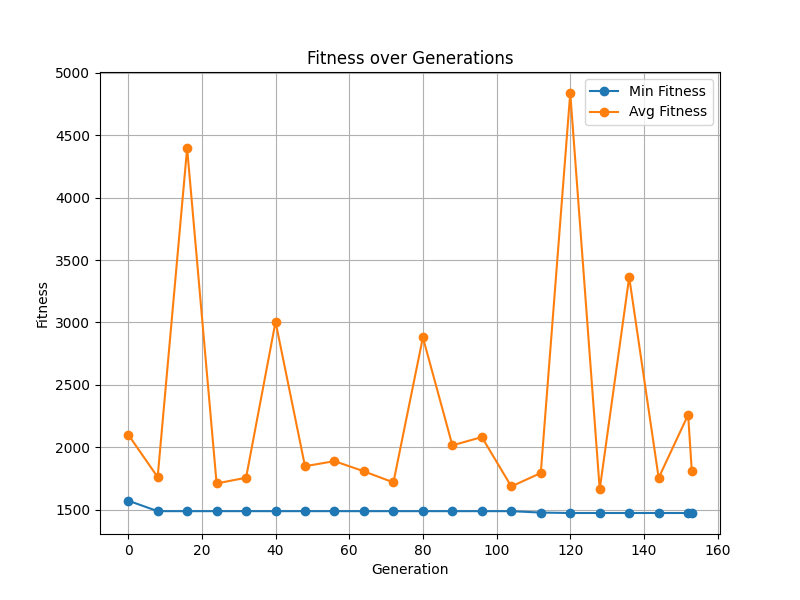 Fitness over Generations
Min Fitness
Avg Fitness
5000
4500
4000
3500
3000
2500
2000
1500
Fitness
0 20 40 60 80 100 120 140 160
Generation